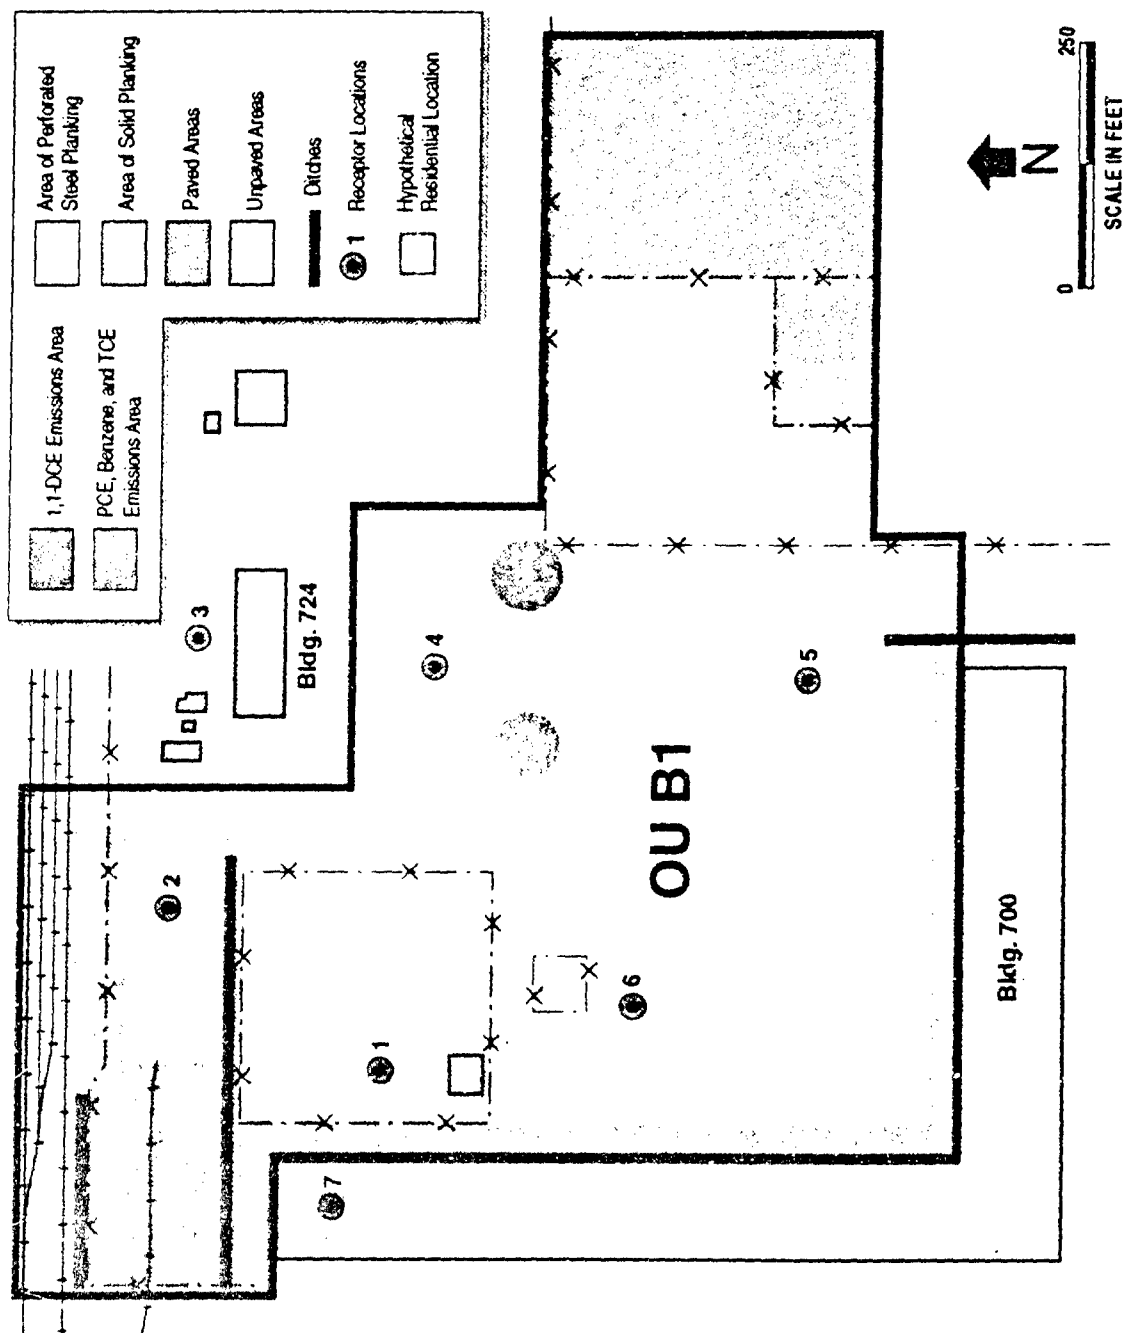 1,1-DCE Emissions Area
PCE, Benzene, and TCE
Emissions Area
Area of Perforated
Steel Planking
Area of Solid Planking
Paved Areas
Unpaved Areas
Ditches
1 Receptor Locations
Hypothetical
Residential Location
7
1
2
3
4
5
6
Bldg. 724
OU B1
Bldg. 700
N
0 250
SCALE IN FEET